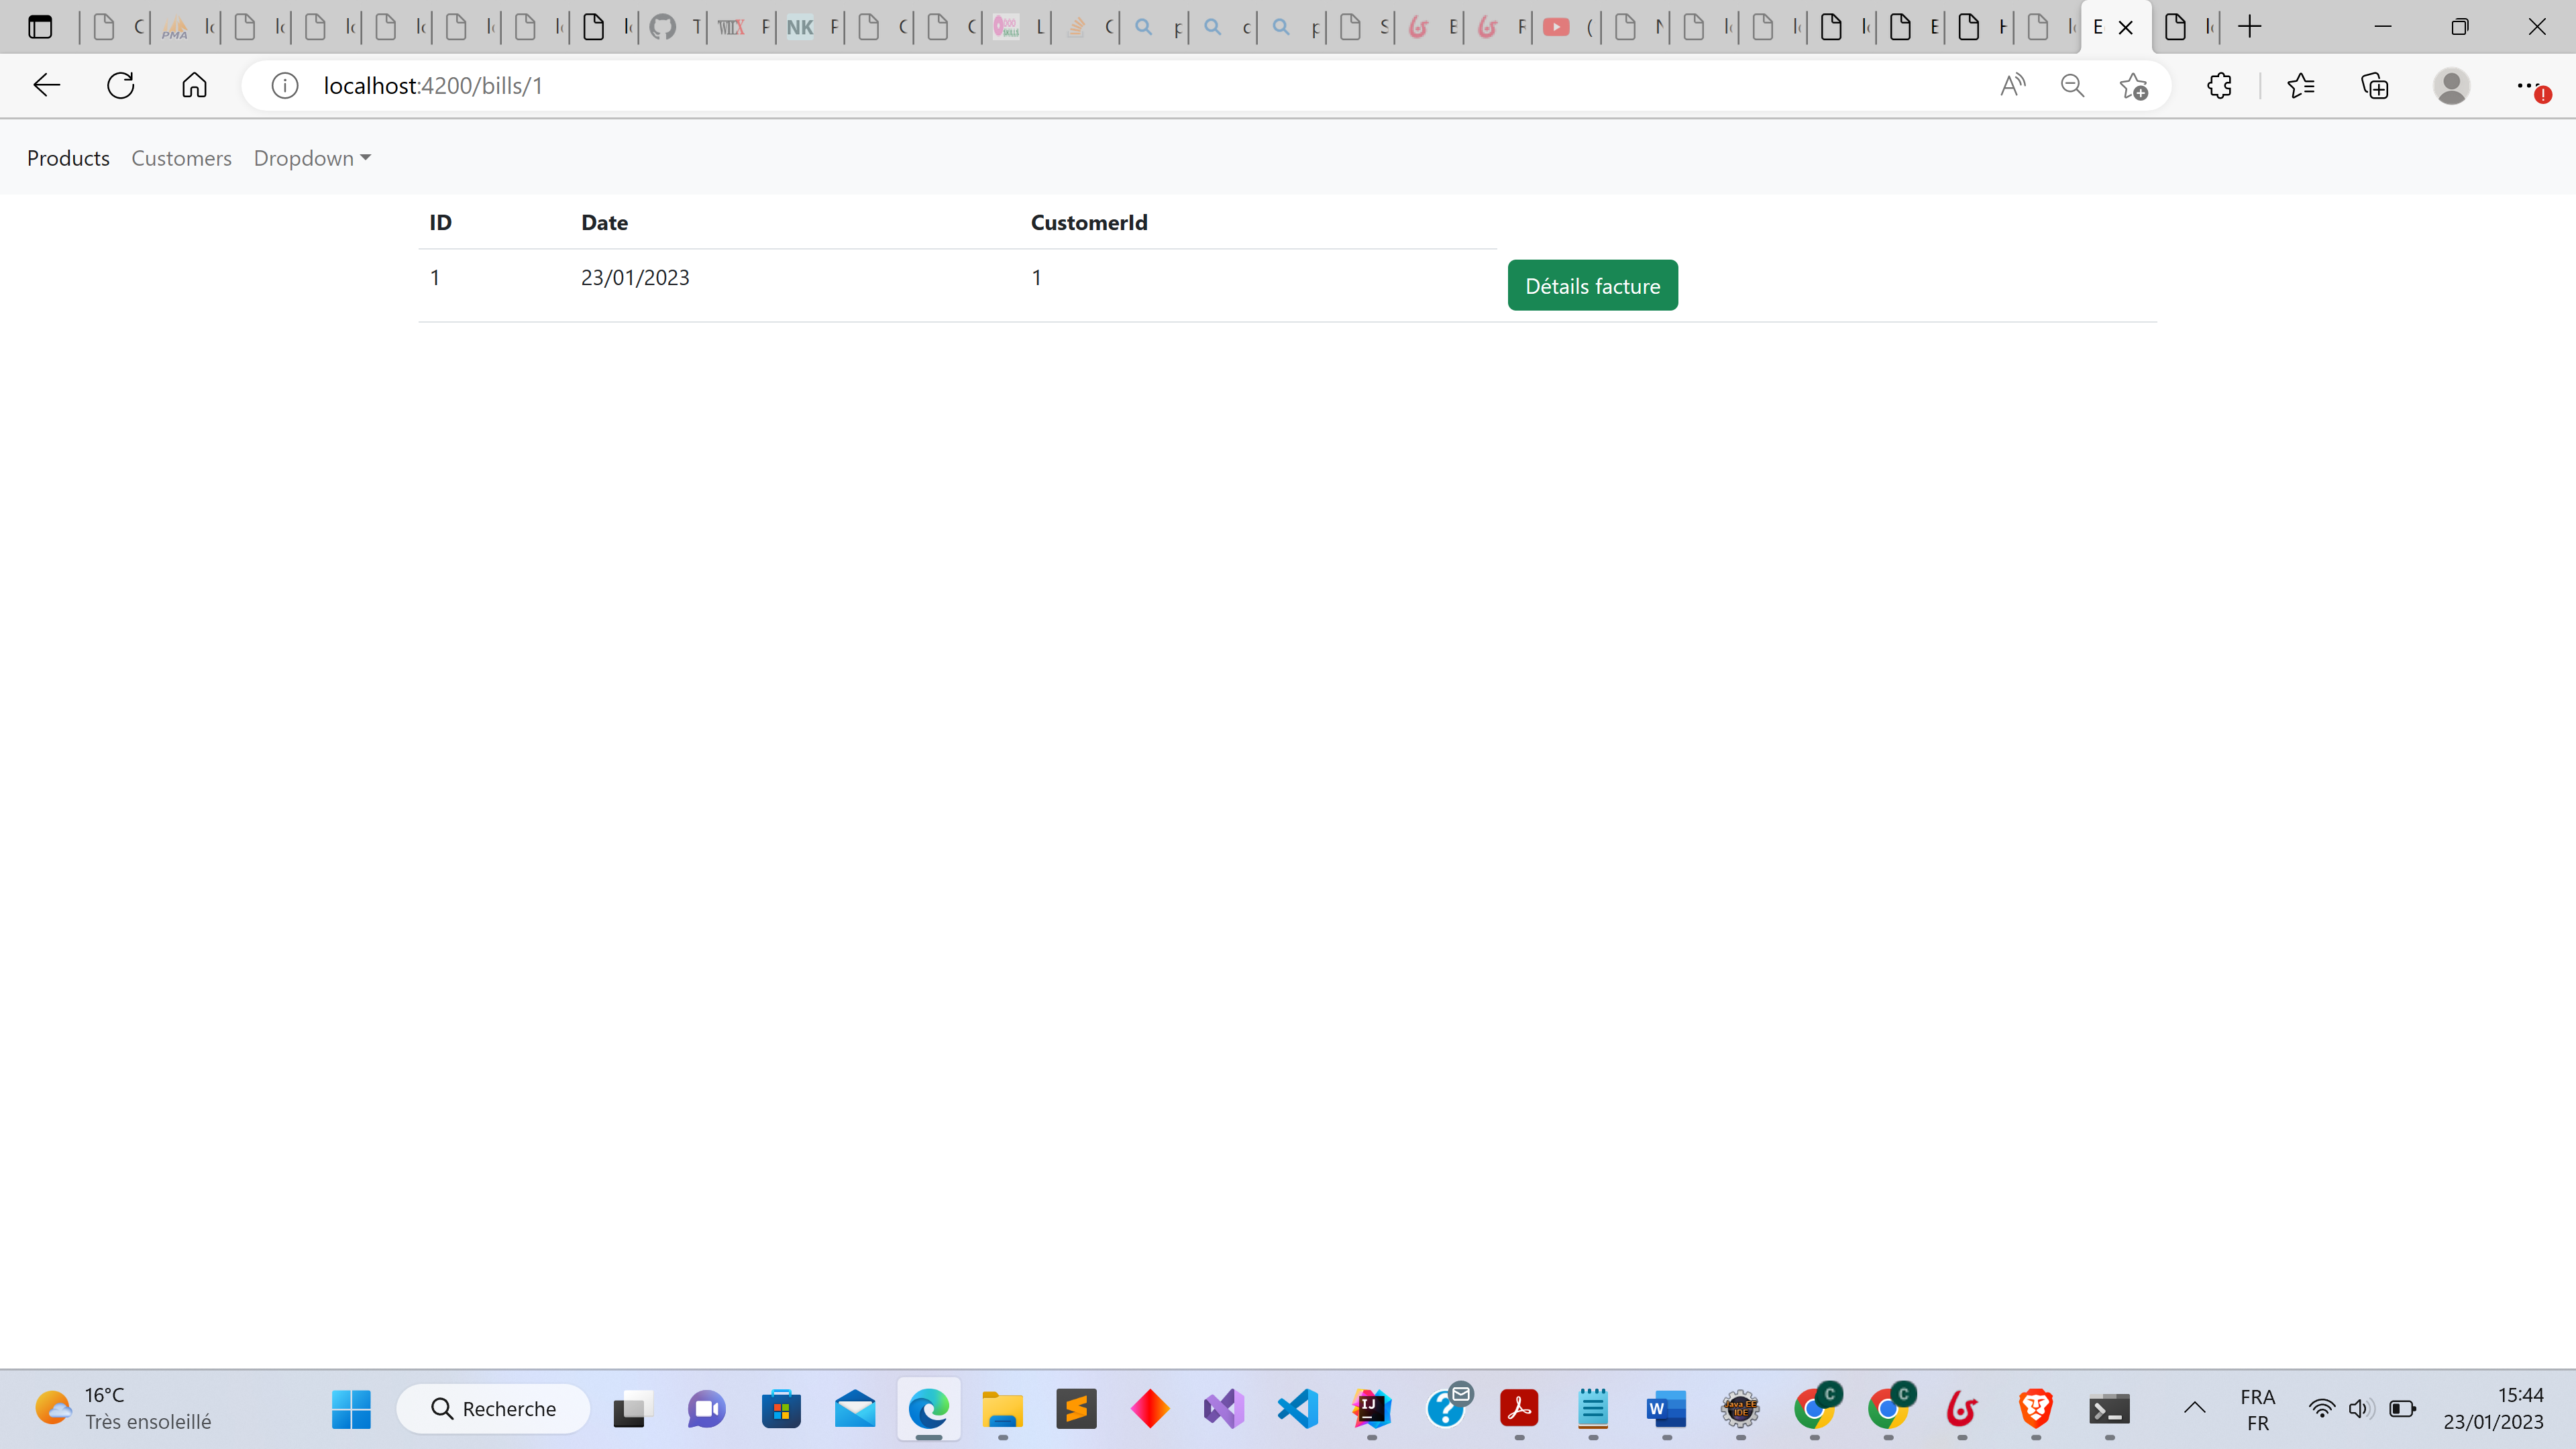 localhost:4200/bills/1
Products Customers Dropdown
ID Date CustomerId
1 23/01/2023 1 Détails facture
16°C
Très ensoleillé
Recherche
FRA
FR
15:44
23/01/2023